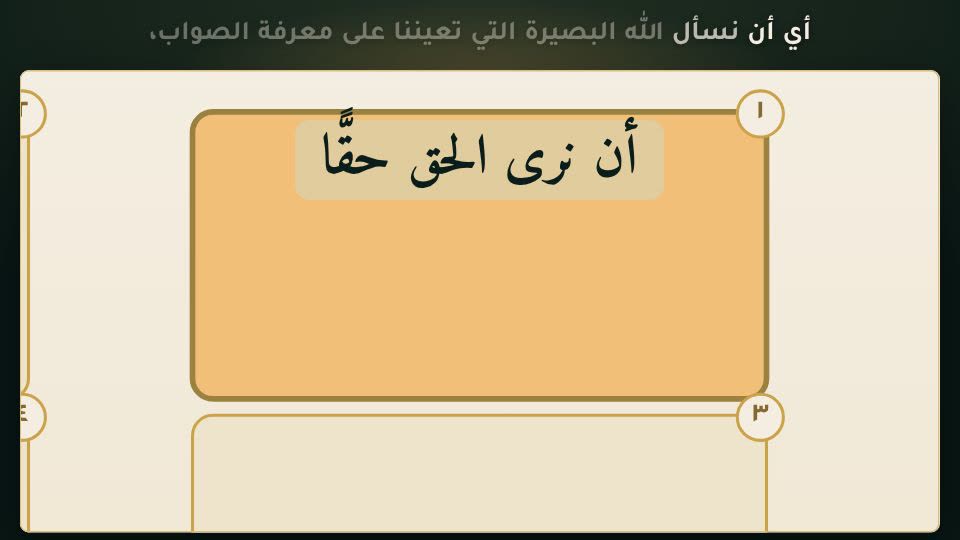 أي أن نسأل الله البصيرة التي تعيننا على معرفة الصواب،
١
أن نرى الحق حقًّا
٣